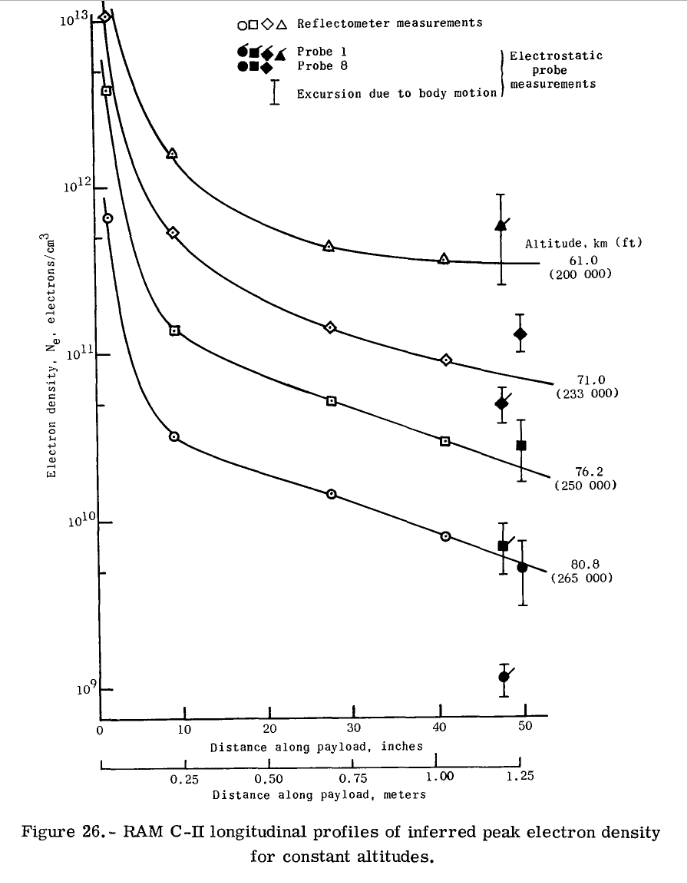 10^13
Reflectometer measurements
Probe 1
Probe 8
Electrostatic
probe
measurements
Excursion due to body motion
10^12
Altitude, km (ft)
61.0
(200 000)
Electron density, N_e, electrons/cm^3
10^11
71.0
(233 000)
76.2
(250 000)
10^10
80.8
(265 000)
10^9
0 10 20 30 40 50
Distance along payload, inches
0.25 0.50 0.75 1.00 1.25
Distance along payload, meters
Figure 26.- RAM C-II longitudinal profiles of inferred peak electron density
for constant altitudes.